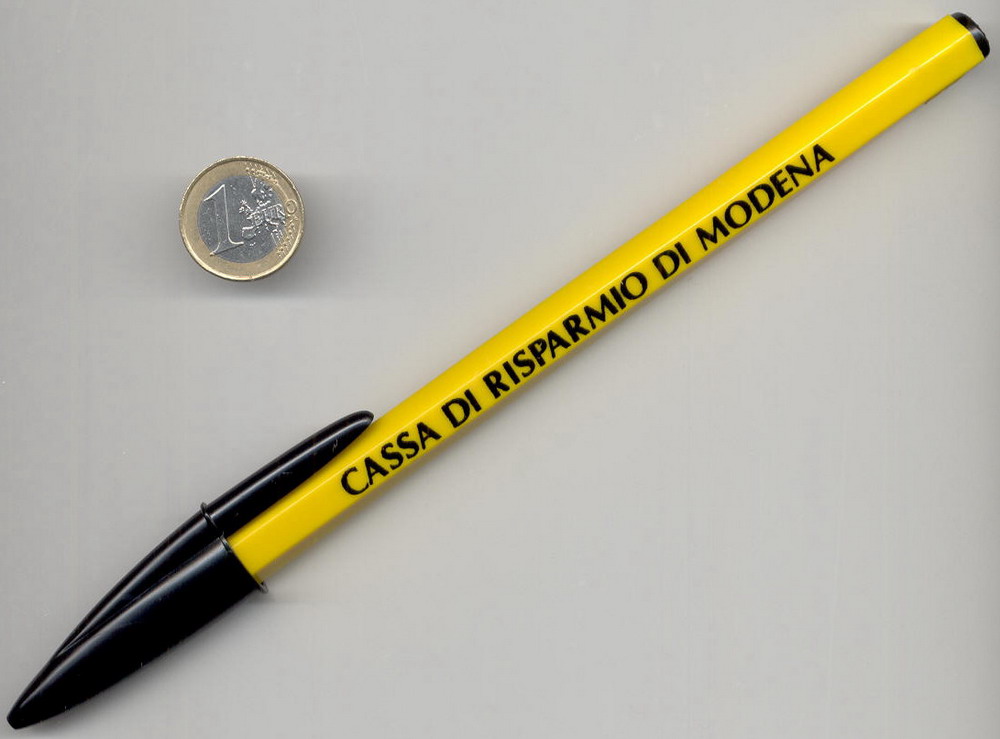 1 EURO
CASSA DI RISPARMIO DI MODENA